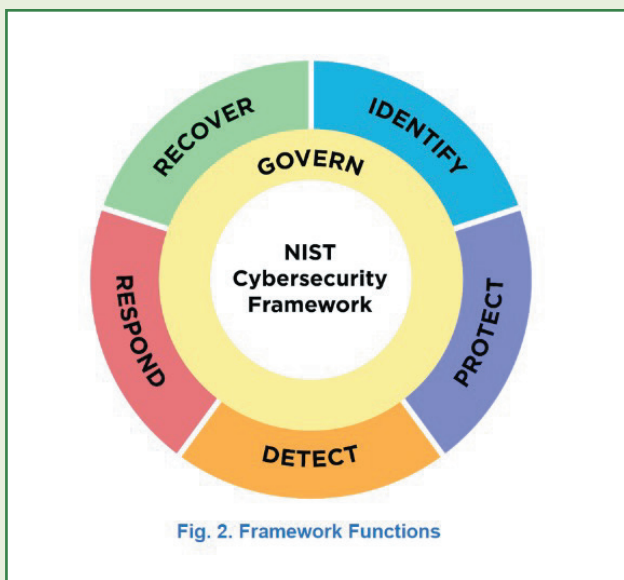 RECOVER
IDENTIFY
GOVERN
NIST
Cybersecurity
Framework
RESPOND
PROTECT
DETECT
Fig. 2. Framework Functions